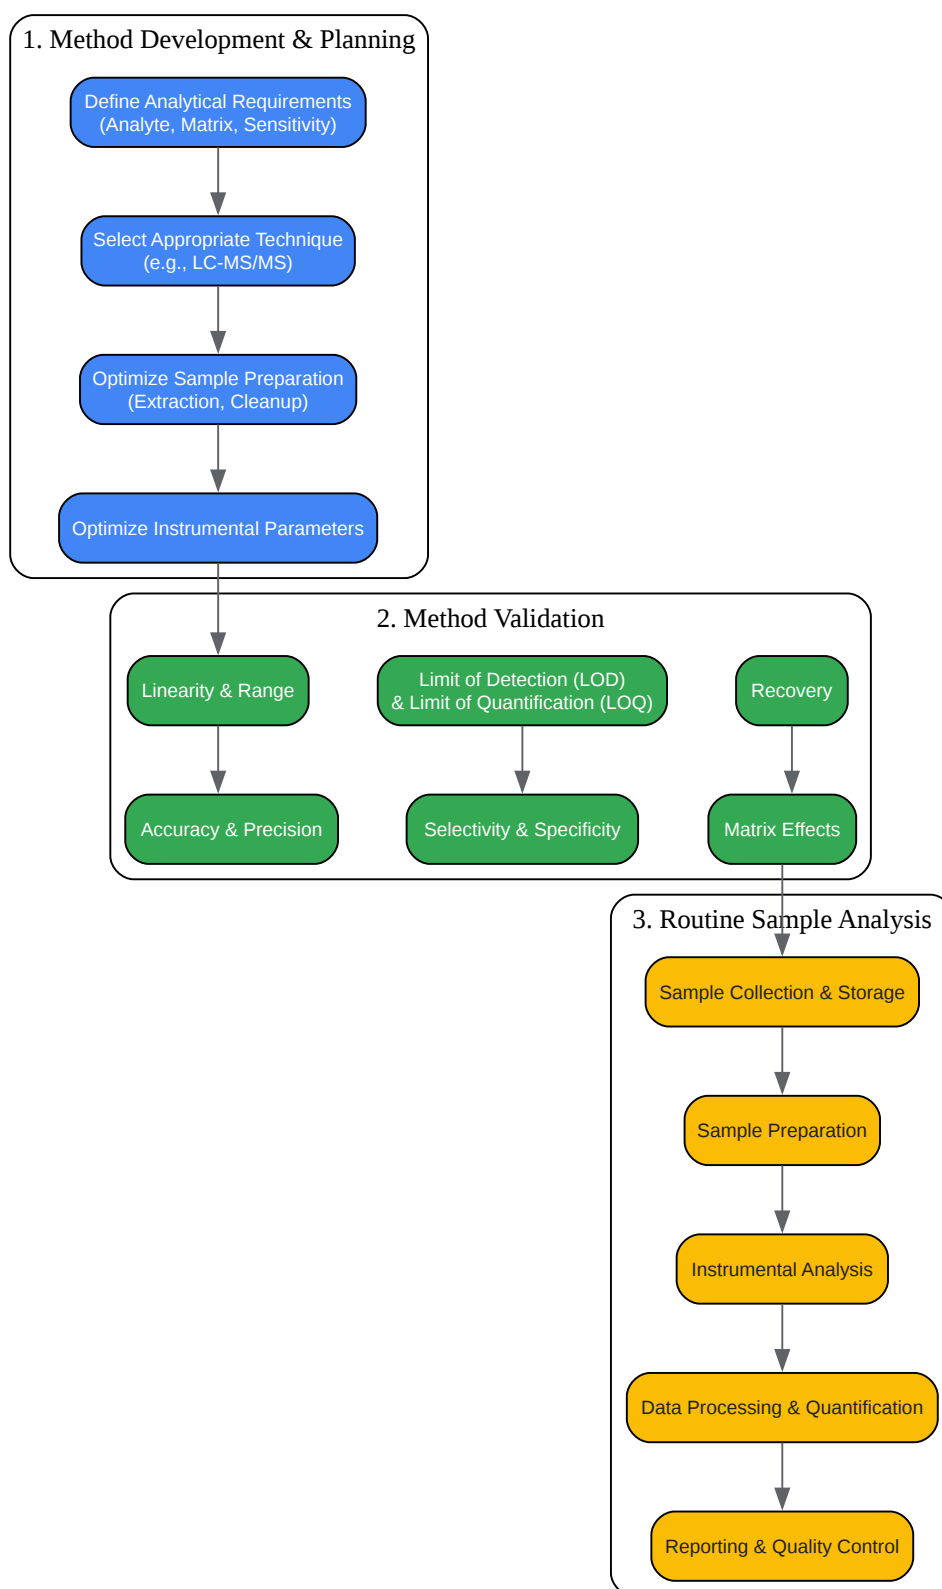 1. Method Development & Planning
Define Analytical Requirements
(Analyte, Matrix, Sensitivity)
Select Appropriate Technique
(e.g., LC-MS/MS)
Optimize Sample Preparation
(Extraction, Cleanup)
Optimize Instrumental Parameters
2. Method Validation
Linearity & Range
Limit of Detection (LOD)
& Limit of Quantification (LOQ)
Recovery
Accuracy & Precision
Selectivity & Specificity
Matrix Effects
3. Routine Sample Analysis
Sample Collection & Storage
Sample Preparation
Instrumental Analysis
Data Processing & Quantification
Reporting & Quality Control